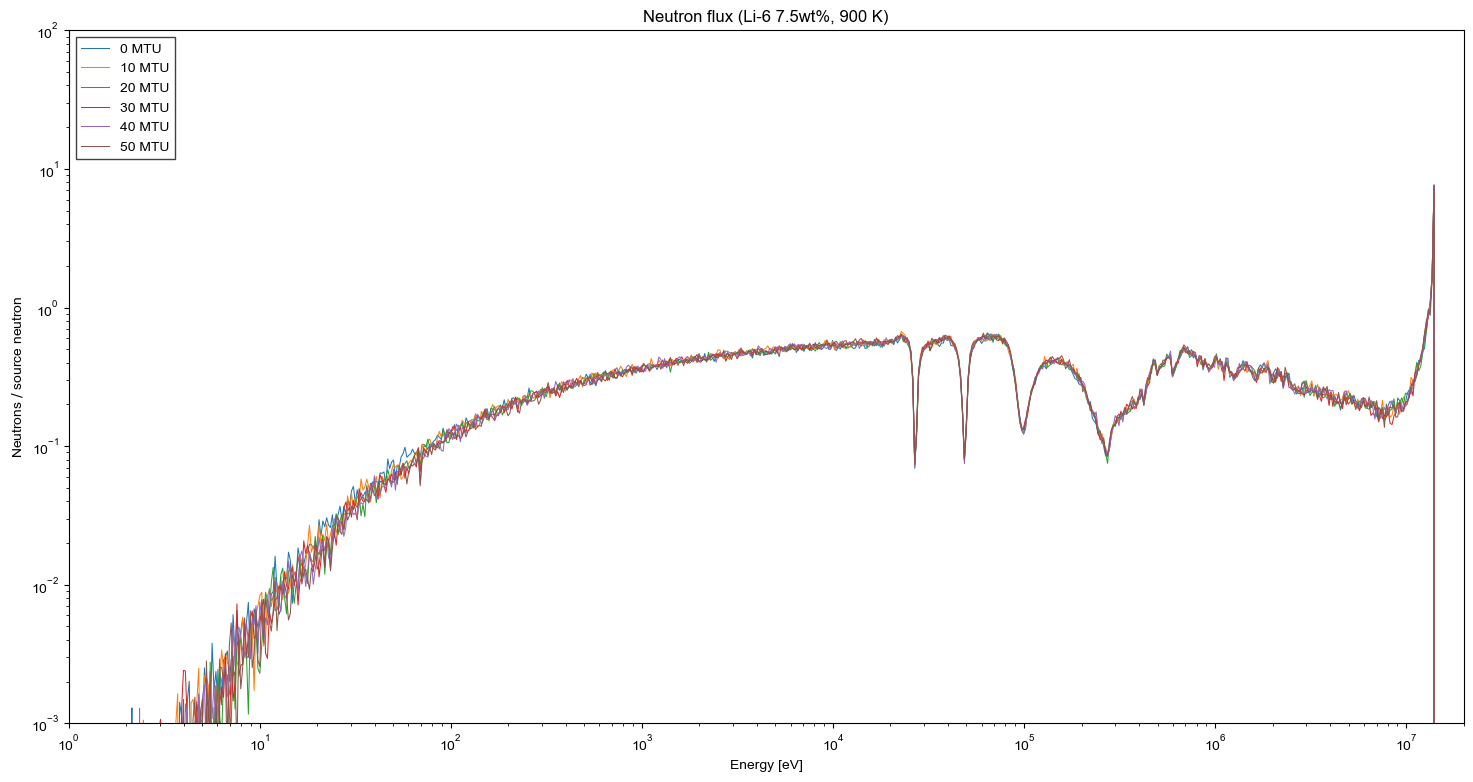 Neutron flux (Li-6 7.5wt%, 900 K)
10²
0 MTU
10 MTU
20 MTU
30 MTU
40 MTU
50 MTU
10¹
10⁰
10⁻¹
10⁻²
10⁻³
Neutrons / source neutron
10⁰ 10¹ 10² 10³ 10⁴ 10⁵ 10⁶ 10⁷
Energy [eV]